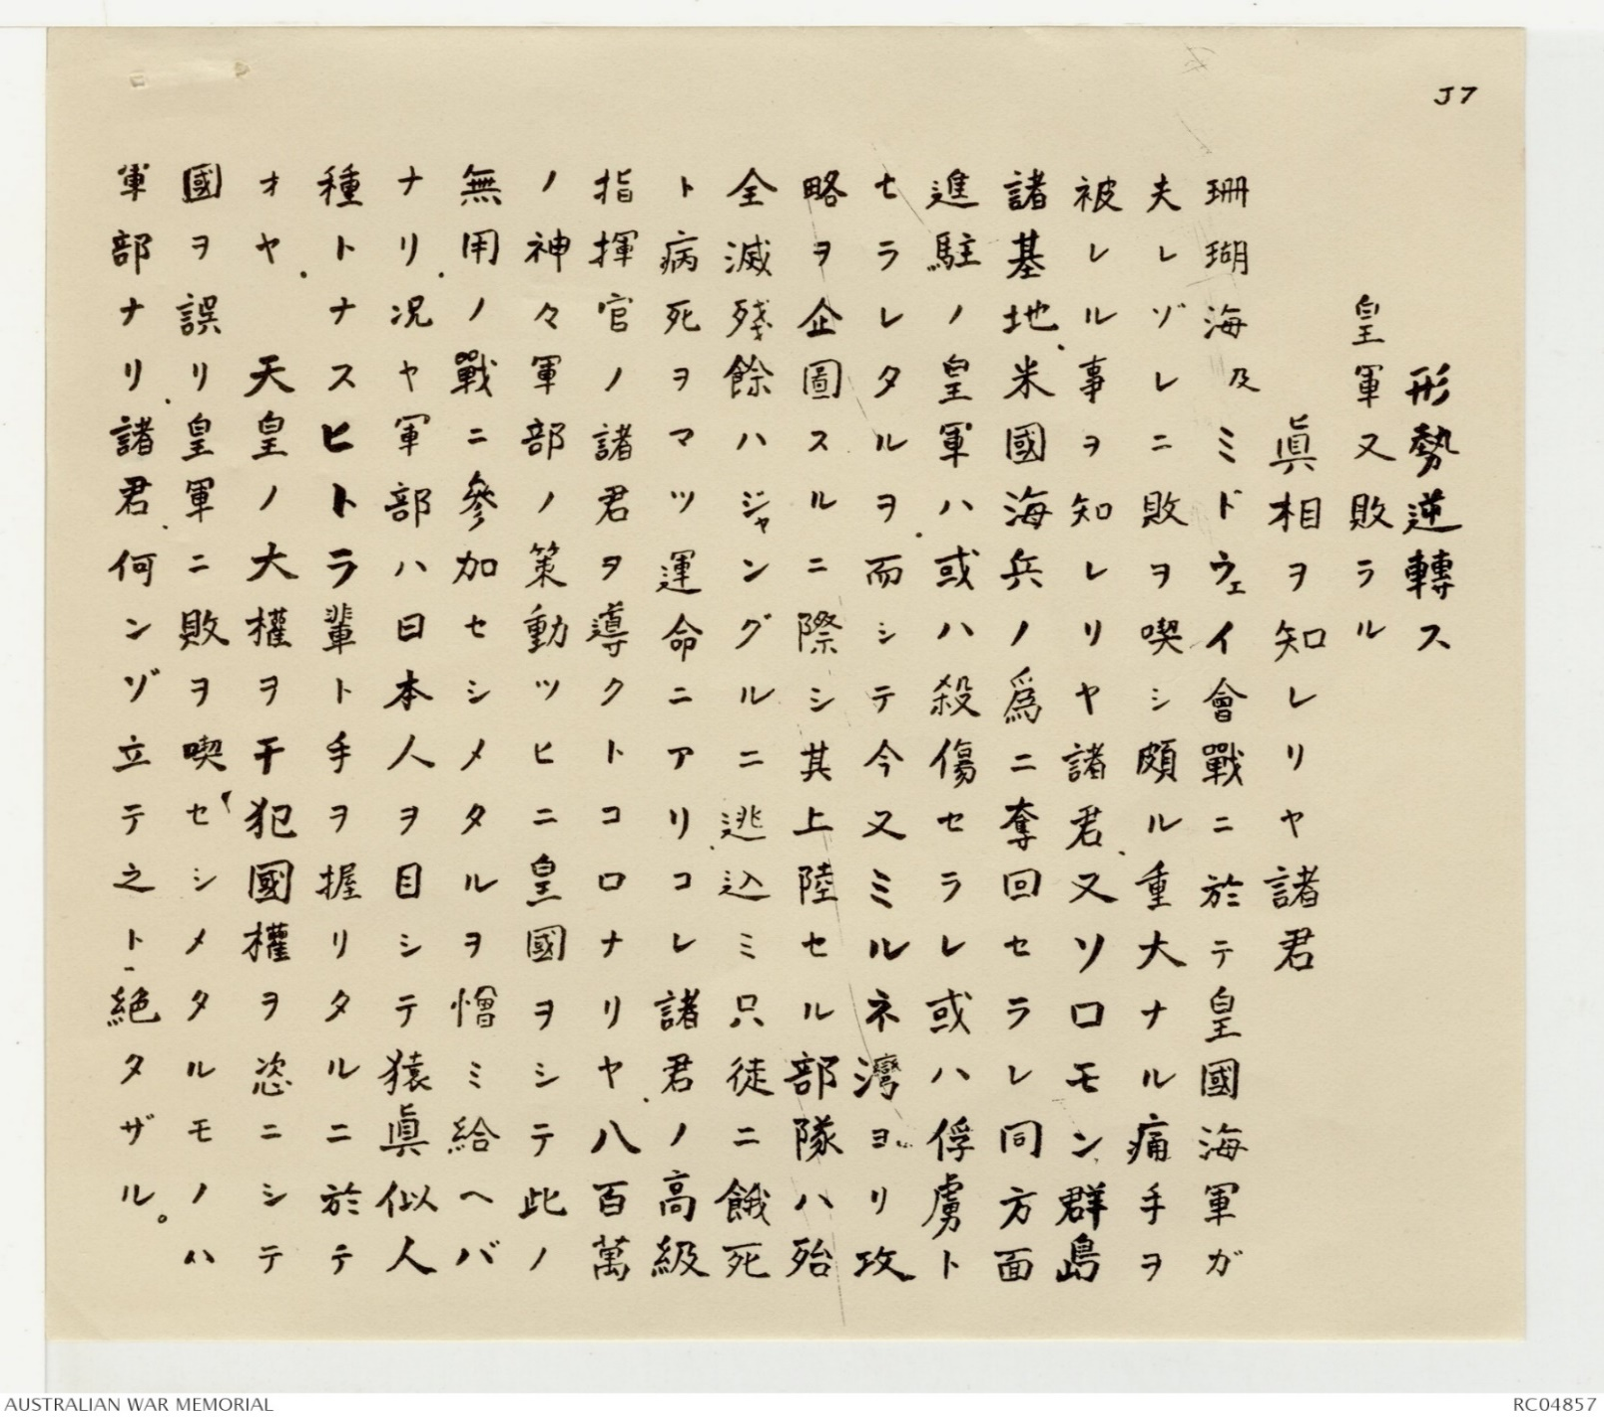 J7
形勢逆轉ス
皇軍又敗ラル
眞相ヲ知レリヤ諸君
珊瑚海及ミドウェイ會戰ニ於テ皇國海軍ガ
夫レゾレニ敗ヲ喫シ頗ル重大ナル痛手ヲ
被レル事ヲ知レリヤ諸君.又ソロモン群島
諸基地.米國海兵ノ爲ニ奪回セラレ同方面
進駐ノ皇軍ハ或ハ殺傷セラレ或ハ俘虜ト
セラレタルヲ.而シテ今又ミルネ灣ヨリ攻
略ヲ企圖スルニ際シ其上陸セル部隊ハ殆
全滅殘餘ハジャングルニ逃込ミ只徒ニ餓死
ト病死ヲマツ運命ニアリ.コレ諸君ノ高級
指揮官ノ諸君ヲ導クトコロナリヤ.八百萬
ノ神々軍部ノ策動ツヒニ皇國ヲシテ此ノ
無用ノ戰ニ參加セシメタルヲ憎ミ給ヘバ
ナリ.况ヤ軍部ハ日本人ヲ目シテ猿眞似人
種トナスヒトラ輩ト手ヲ握リタルニ於テ
オヤ. 天皇ノ大權ヲ干犯國權ヲ恣ニシテ
國ヲ誤リ.皇軍ニ敗ヲ喫セシメタルモノハ
軍部ナリ諸君.何ンゾ立テ之ト絶タザル。
AUSTRALIAN WAR MEMORIAL
RC04857